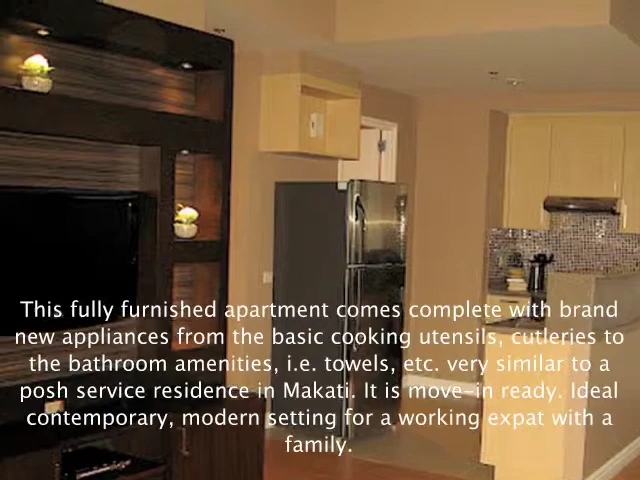 This fully furnished apartment comes complete with brand
new appliances from the basic cooking utensils, cutleries to
the bathroom amenities, i.e. towels, etc. very similar to a
posh service residence in Makati. It is move-in ready. Ideal
contemporary, modern setting for a working expat with a
family.